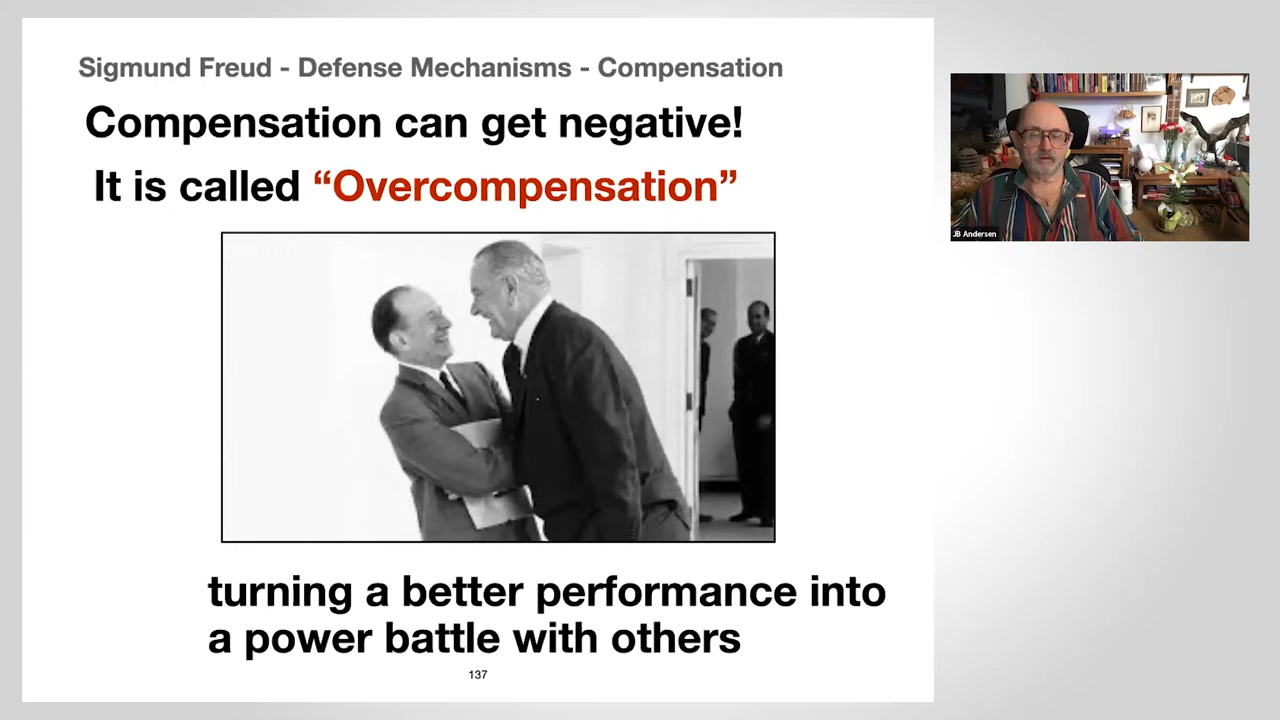 Sigmund Freud - Defense Mechanisms - Compensation
Compensation can get negative!
It is called “Overcompensation”
turning a better performance into
a power battle with others
137
JB Andersen